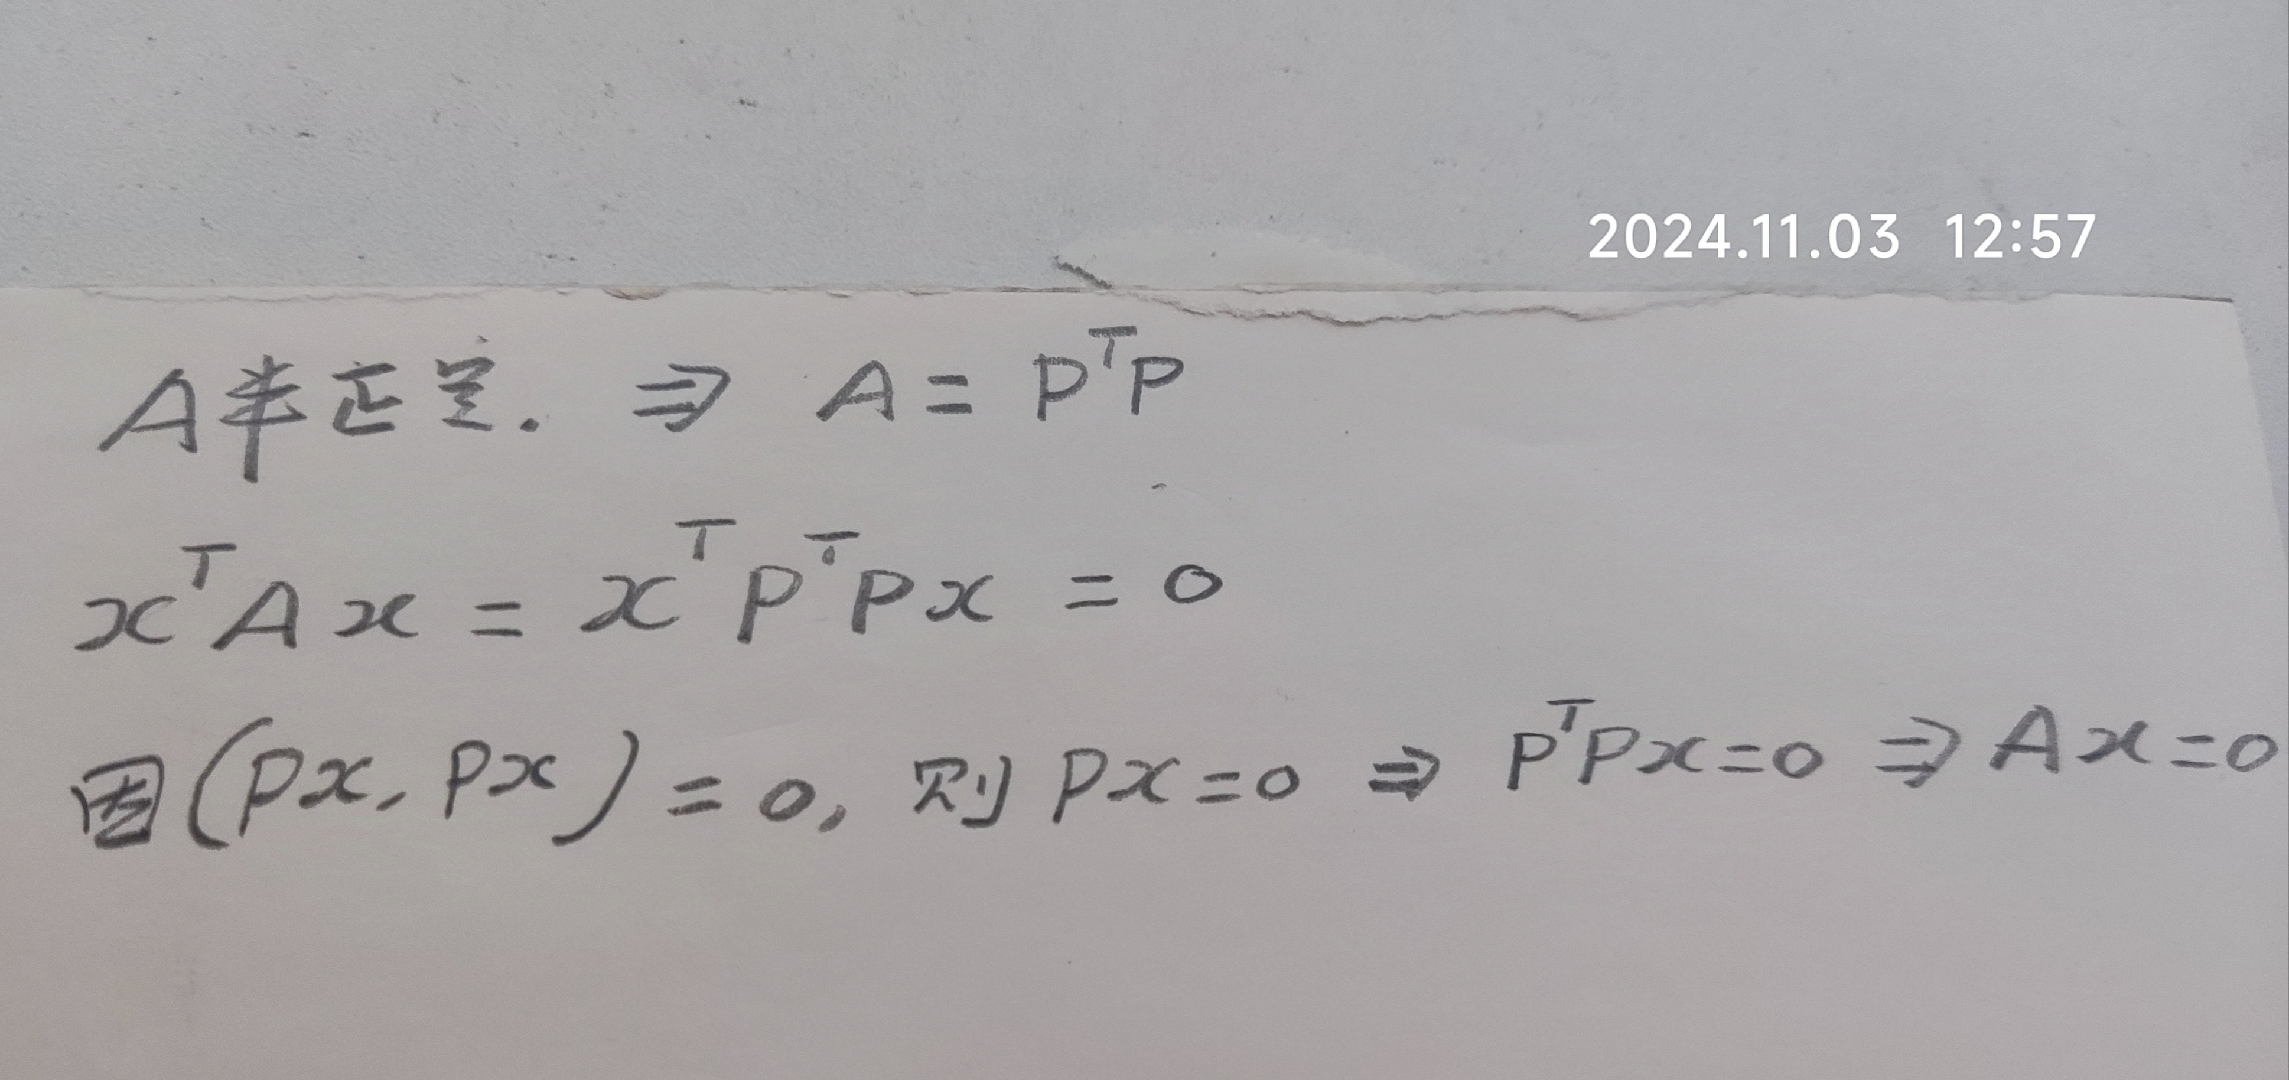 2024.11.03 12:57
A半正定. ⇒ A = PᵀP
xᵀAx = xᵀPᵀPx = 0
因(Px, Px) = 0, 则 Px = 0 ⇒ PᵀPx = 0 ⇒ Ax = 0